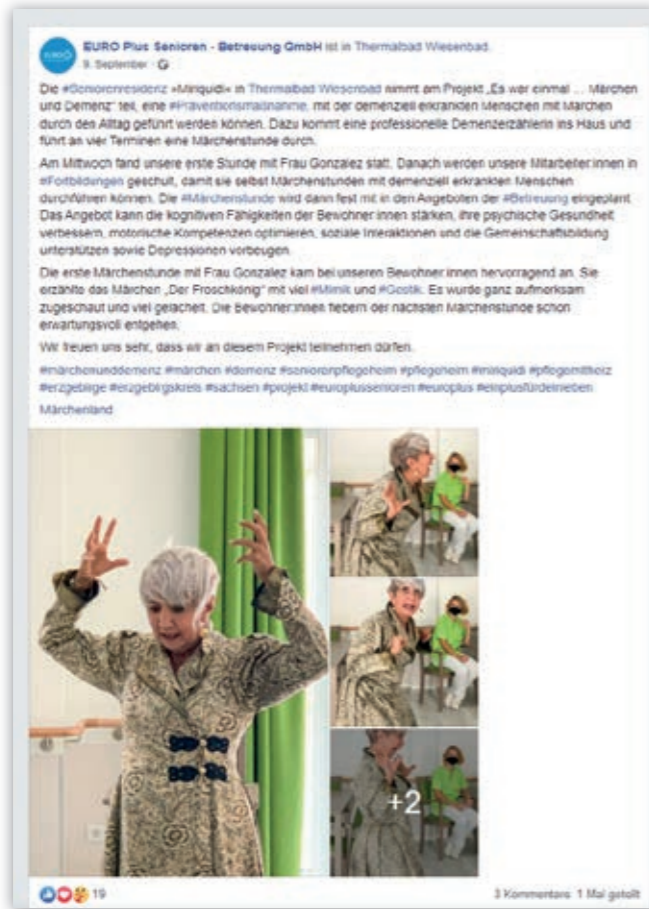 EURO Plus Senioren - Betreuung GmbH ist in Thermalbad Wiesenbad.
9. September ·
Die #Seniorenresidenz »Miriquidi« in Thermalbad Wiesenbad nimmt am Projekt „Es war einmal ... Märchen
und Demenz“ teil, eine #Präventionsmaßnahme, mit der demenziell erkrankten Menschen mit Märchen
durch den Alltag geführt werden können. Dazu kommt eine professionelle Demenzerzählerin ins Haus und
führt an vier Terminen eine Märchenstunde durch.
Am Mittwoch fand unsere erste Stunde mit Frau Gonzalez statt. Danach werden unsere Mitarbeiter:innen in
#Fortbildungen geschult, damit sie selbst Märchenstunden mit demenziell erkrankten Menschen
durchführen können. Die #Märchenstunde wird dann fest mit in den Angeboten der #Betreuung eingeplant.
Das Angebot kann die kognitiven Fähigkeiten der Bewohner:innen stärken, ihre psychische Gesundheit
verbessern, motorische Kompetenzen optimieren, soziale Interaktionen und die Gemeinschaftsbildung
unterstützen sowie Depressionen vorbeugen.
Die erste Märchenstunde mit Frau Gonzalez kam bei unseren Bewohner:innen hervorragend an. Sie
erzählte das Märchen „Der Froschkönig“ mit viel #Mimik und #Gestik. Es wurde ganz aufmerksam
zugeschaut und viel gelächelt. Die Bewohner:innen fiebern der nächsten Märchenstunde schon
erwartungsvoll entgehen.
Wir freuen uns sehr, dass wir an diesem Projekt teilnehmen dürfen.
#märchenunddemenz #märchen #demenz #seniorenpflegeheim #pflegeheim #miriquidi #pflegemitherz
#erzgebirge #erzgebirgskreis #sachsen #projekt #europlussenioren #europlus #einplusfürdelneben
Märchenland
+2
19
3 Kommentare 1 Mal geteilt